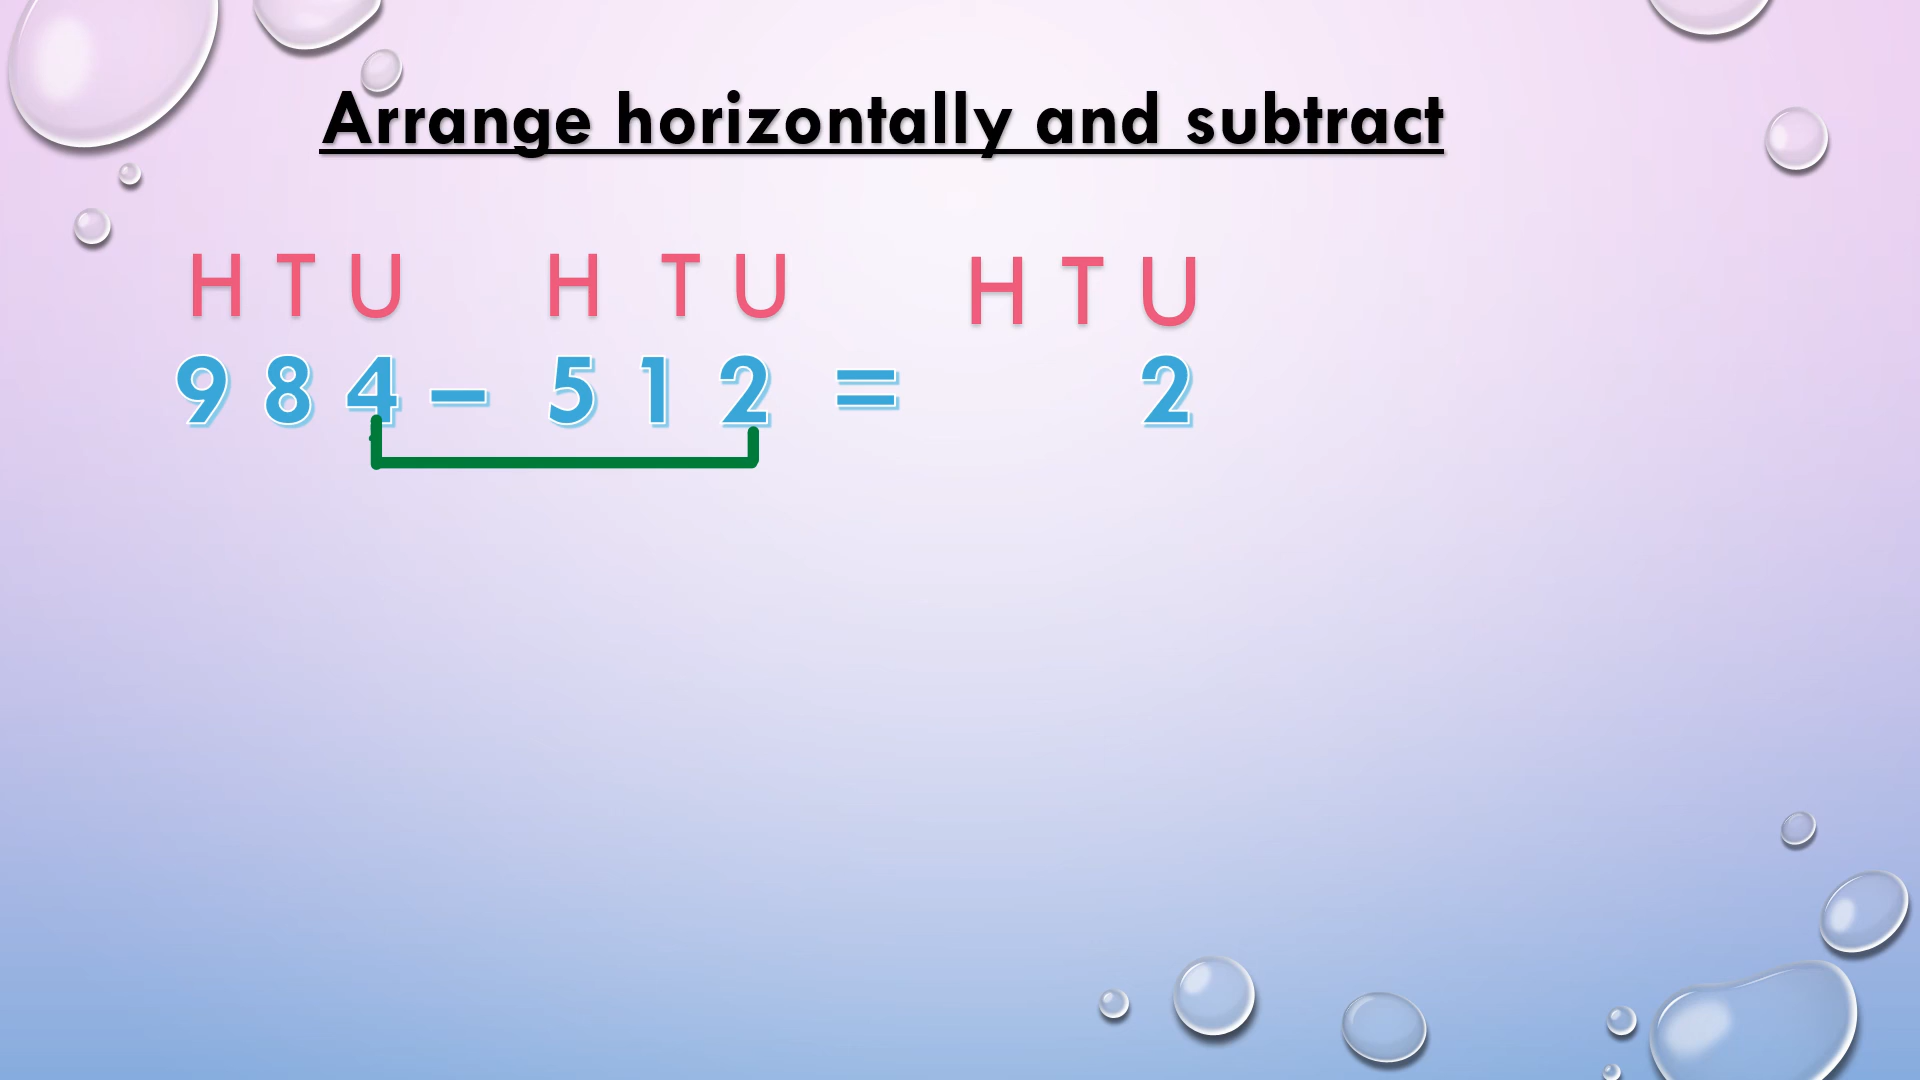 Arrange horizontally and subtract
H T U H T U H T U
9 8 4 – 5 1 2 = 2